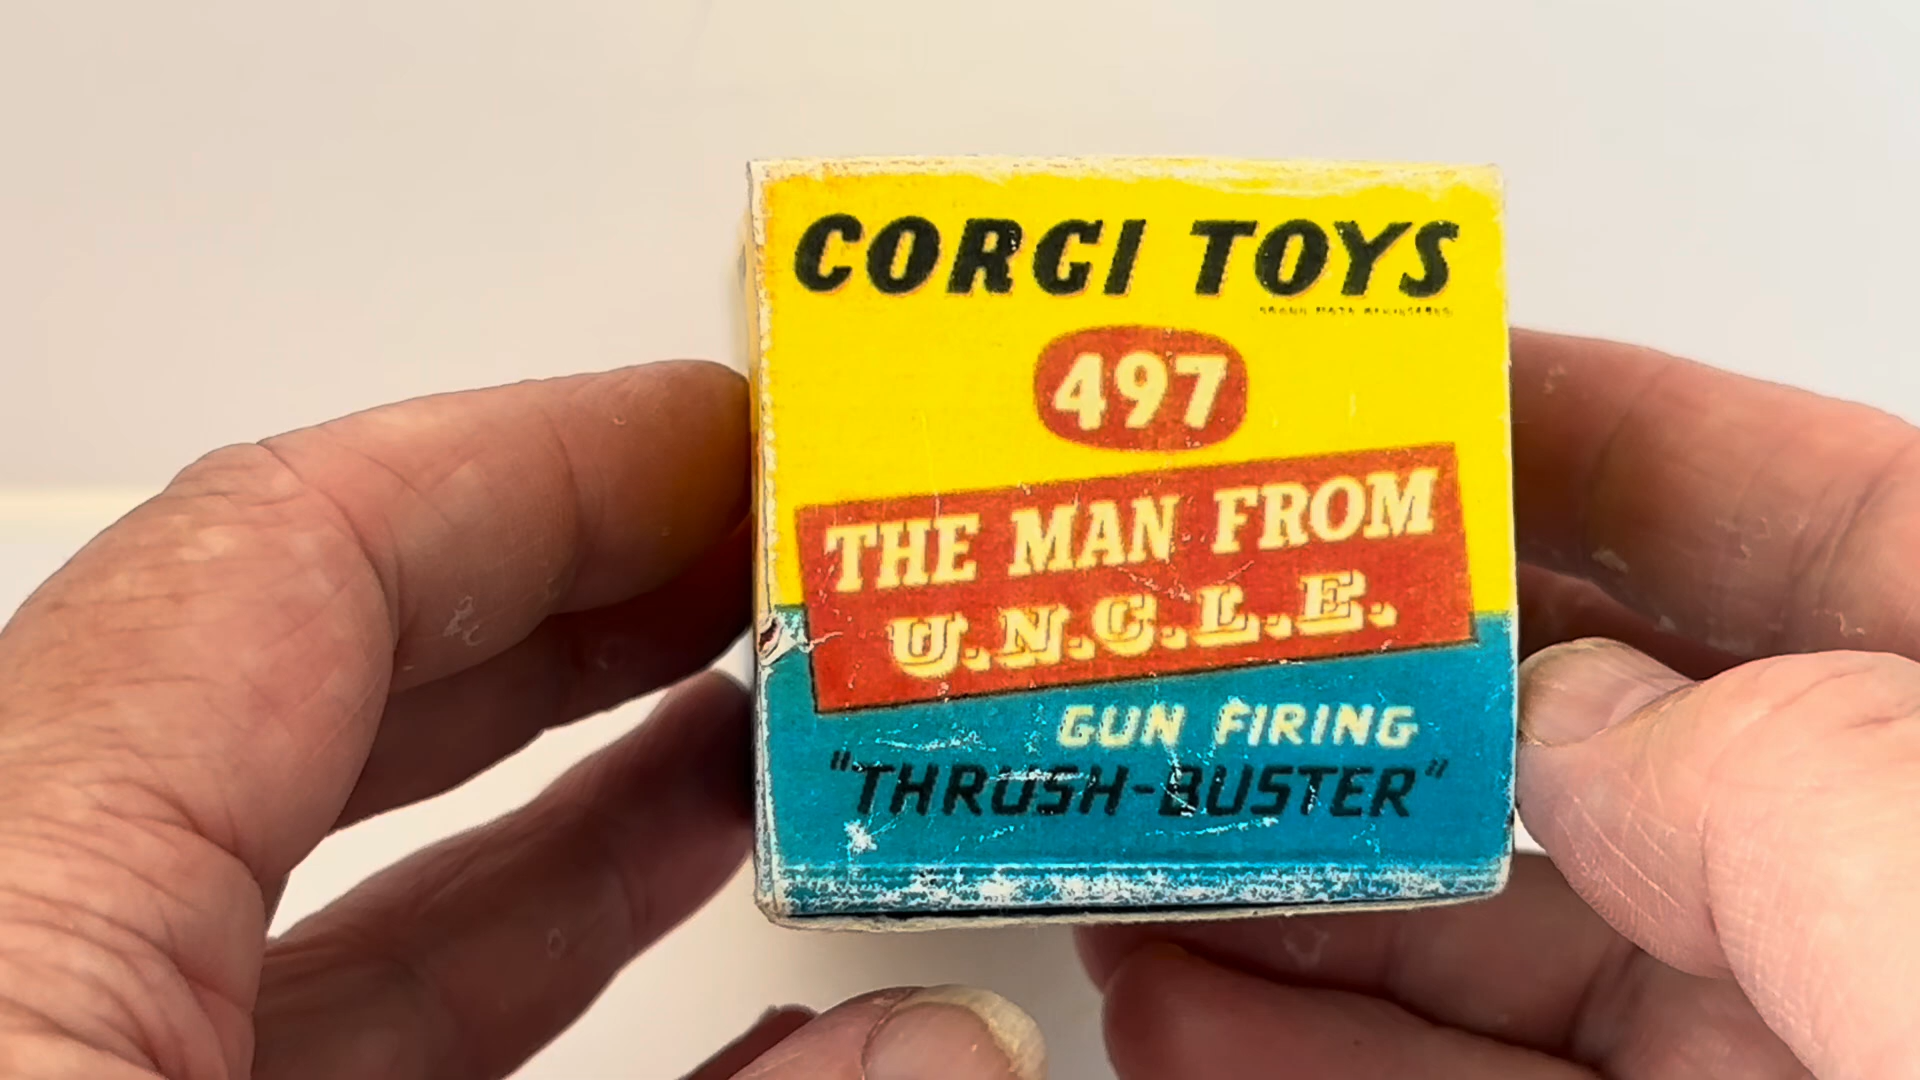 CORGI TOYS
497
THE MAN FROM
U.N.C.L.E.
GUN FIRING
"THRUSH-BUSTER"